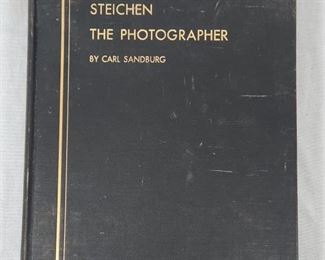 STEICHEN
THE PHOTOGRAPHER
BY CARL SANDBURG